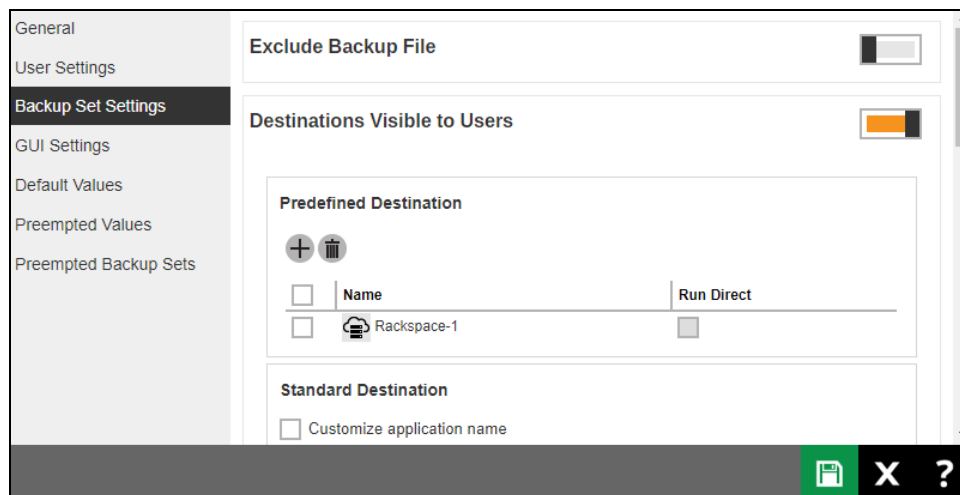 General
User Settings
Backup Set Settings
GUI Settings
Default Values
Preempted Values
Preempted Backup Sets
Exclude Backup File
Destinations Visible to Users
Predefined Destination
Name Run Direct
Rackspace-1
Standard Destination
Customize application name
X ?